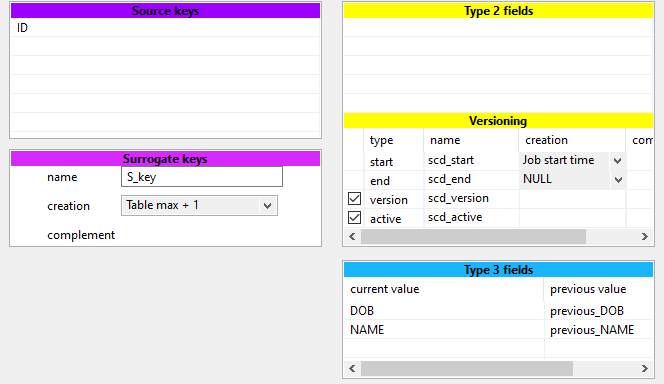 Source keys
ID
Surrogate keys
name S_key
creation Table max + 1
complement
Type 2 fields
Versioning
type name creation com
start scd_start Job start time
end scd_end NULL
version scd_version
active scd_active
Type 3 fields
current value previous value
DOB previous_DOB
NAME previous_NAME